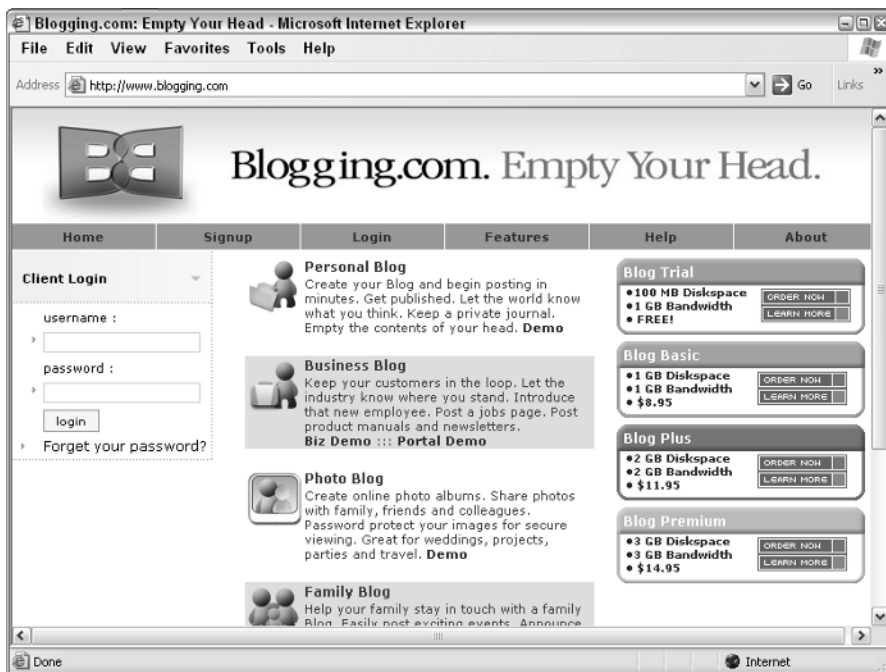 Blogging.com: Empty Your Head - Microsoft Internet Explorer
File Edit View Favorites Tools Help
Address http://www.blogging.com Go Links »
Blogging.com. Empty Your Head.
Home Signup Login Features Help About
Client Login
username :
password :
login
Forget your password?
Personal Blog
Create your Blog and begin posting in
minutes. Get published. Let the world know
what you think. Keep a private journal.
Empty the contents of your head. Demo
Business Blog
Keep your customers in the loop. Let the
industry know where you stand. Introduce
that new employee. Post a jobs page. Post
product manuals and newsletters.
Biz Demo ::: Portal Demo
Photo Blog
Create online photo albums. Share photos
with family, friends and colleagues.
Password protect your images for secure
viewing. Great for weddings, projects,
parties and travel. Demo
Family Blog
Help your family stay in touch with a family
Blog. Easily post exciting events. Announce
Blog Trial
•100 MB Diskspace
•1 GB Bandwidth
• FREE!
ORDER NOW
LEARN MORE
Blog Basic
•1 GB Diskspace
•1 GB Bandwidth
• $8.95
ORDER NOW
LEARN MORE
Blog Plus
•2 GB Diskspace
•2 GB Bandwidth
• $11.95
ORDER NOW
LEARN MORE
Blog Premium
•3 GB Diskspace
•3 GB Bandwidth
• $14.95
ORDER NOW
LEARN MORE
Done Internet